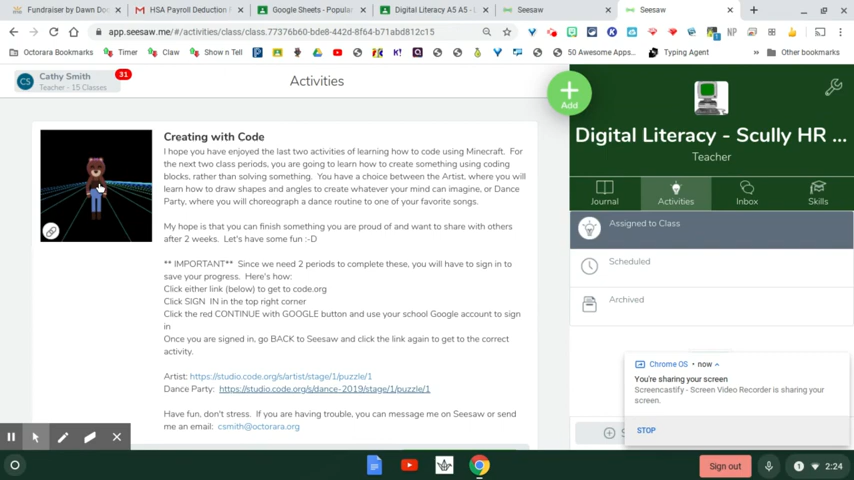 Fundraiser by Dawn Doc
HSA Payroll Deduction F
Google Sheets - Popular
Digital Literacy A5 A5 - L
Seesaw
Seesaw
app.seesaw.me/#/activities/class/class.77376b60-bde8-442d-8f64-b71abd812c15
Octorara Bookmarks
Timer
Claw
Show n Tell
50 Awesome Apps...
Typing Agent
Other bookmarks
CS
Cathy Smith
Teacher - 15 Classes
31
Activities
Add
Digital Literacy - Scully HR ...
Teacher
Journal
Activities
Inbox
Skills
Assigned to Class
Scheduled
Archived
Creating with Code
I hope you have enjoyed the last two activities of learning how to code using Minecraft. For
the next two class periods, you are going to learn how to create something using coding
blocks, rather than solving something. You have a choice between the Artist, where you will
learn how to draw shapes and angles to create whatever your mind can imagine, or Dance
Party, where you will choreograph a dance routine to one of your favorite songs.
My hope is that you can finish something you are proud of and want to share with others
after 2 weeks. Let's have some fun :-D
** IMPORTANT** Since we need 2 periods to complete these, you will have to sign in to
save your progress. Here's how:
Click either link (below) to get to code.org
Click SIGN IN in the top right corner
Click the red CONTINUE with GOOGLE button and use your school Google account to sign
in
Once you are signed in, go BACK to Seesaw and click the link again to get to the correct
activity.
Artist: https://studio.code.org/s/artist/stage/1/puzzle/1
Dance Party: https://studio.code.org/s/dance-2019/stage/1/puzzle/1
Have fun, don't stress. If you are having trouble, you can message me on Seesaw or send
me an email: csmith@octorara.org
Chrome OS • now
You're sharing your screen
Screencastify - Screen Video Recorder is sharing your
screen.
STOP
Sign out
1
2:24